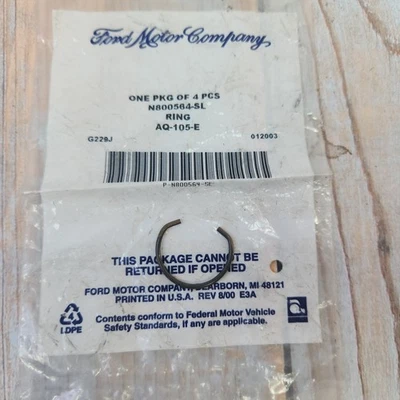 Ford Motor Company
ONE PKG OF 4 PCS
N800564-SL
RING
AQ-105-E
G229J 012003
P-N800564-SE
THIS PACKAGE CANNOT BE
RETURNED IF OPENED
FORD MOTOR COMPANY, DEARBORN, MI 48121
PRINTED IN U.S.A. REV 8/00 E3A
4
LDPE
Contents conform to Federal Motor Vehicle
Safety Standards, if any are applicable.